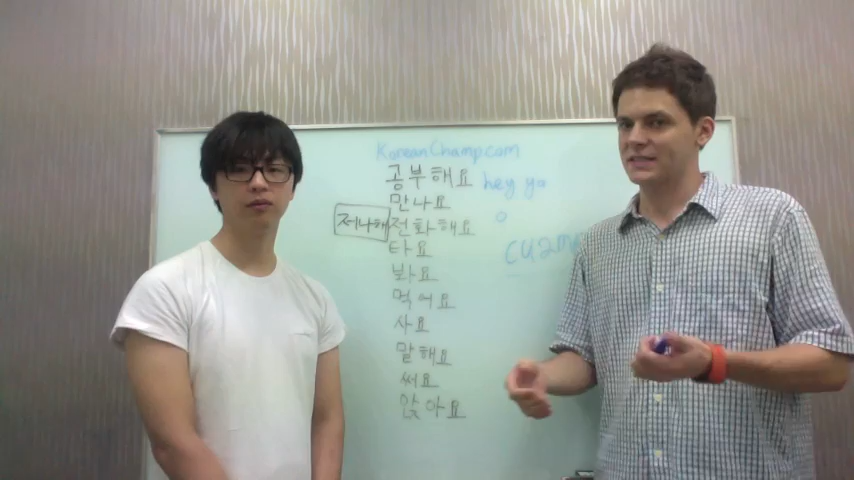 KoreanChamp.com
공부해요 hey yo
만나요
저나해 전화해요 o
타요
봐요
먹어요
사요
말해요
써요
앉아요